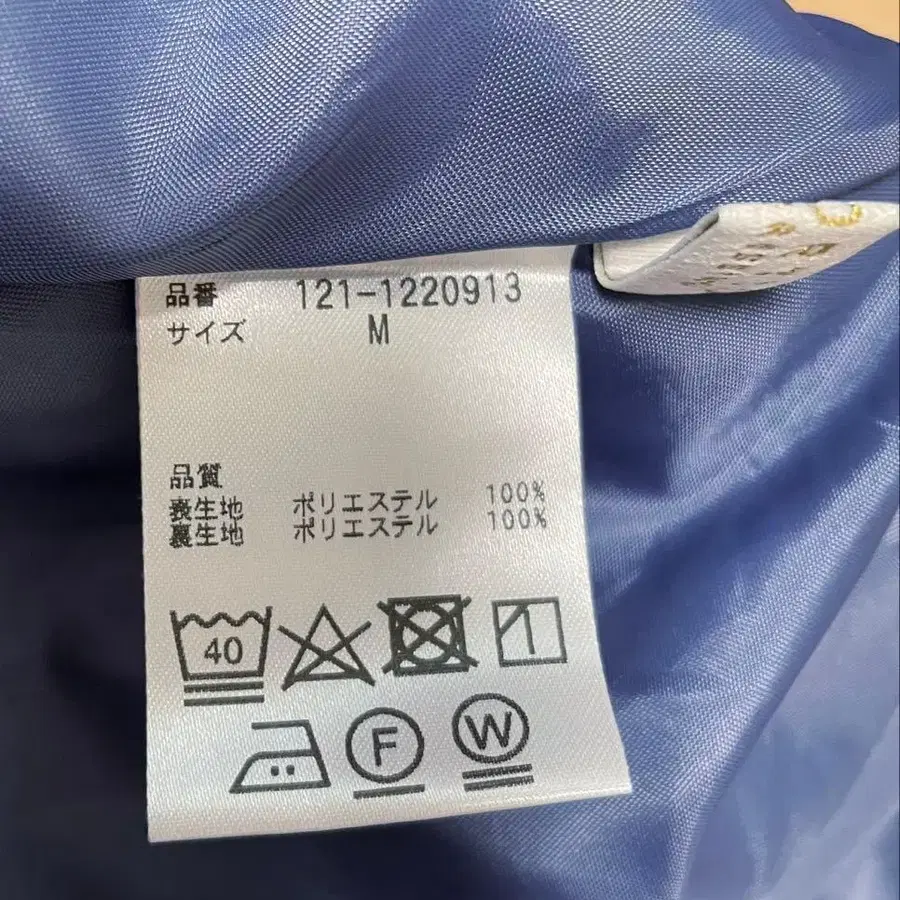 品番 121-1220913
サイズ M
品質
表生地 ポリエステル 100%
裏生地 ポリエステル 100%
40
F
W